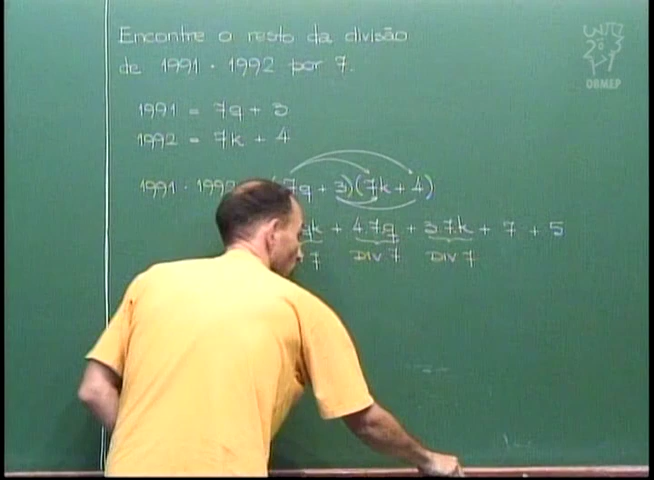 Encontre o resto da divisão
de 1991 · 1992 por 7.
1991 = 7q + 3
1992 = 7k + 4
1991 · 1992 7q + 3)(7k + 4)
qk + 4.7q + 3.7.k + 7 + 5
7 DIV 7 DIV 7
OBMEP